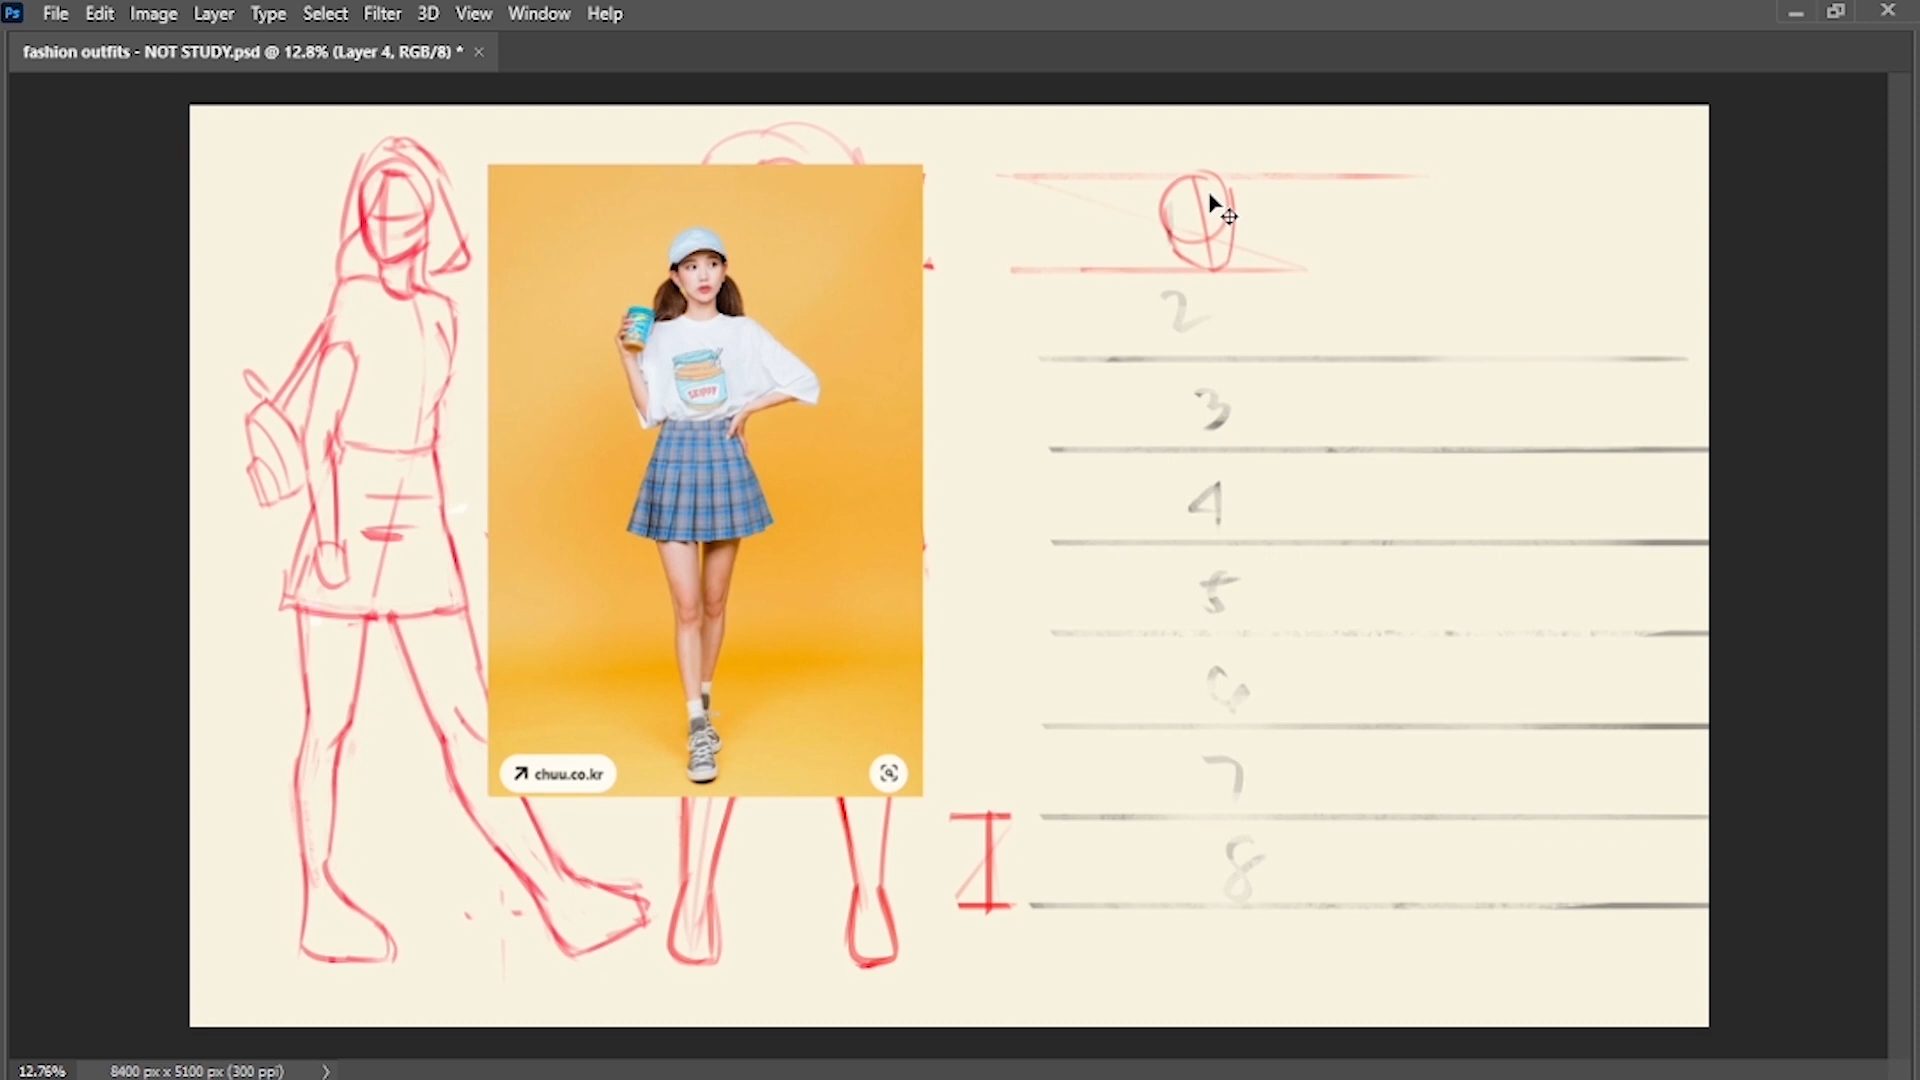 Ps File Edit Image Layer Type Select Filter 3D View Window Help
fashion outfits - NOT STUDY.psd @ 12.8% (Layer 4, RGB/8) *
2
3
SKIPPY
4
5
7
chuu.co.kr
8
12.76% 8400 px x 5100 px (300 ppi)